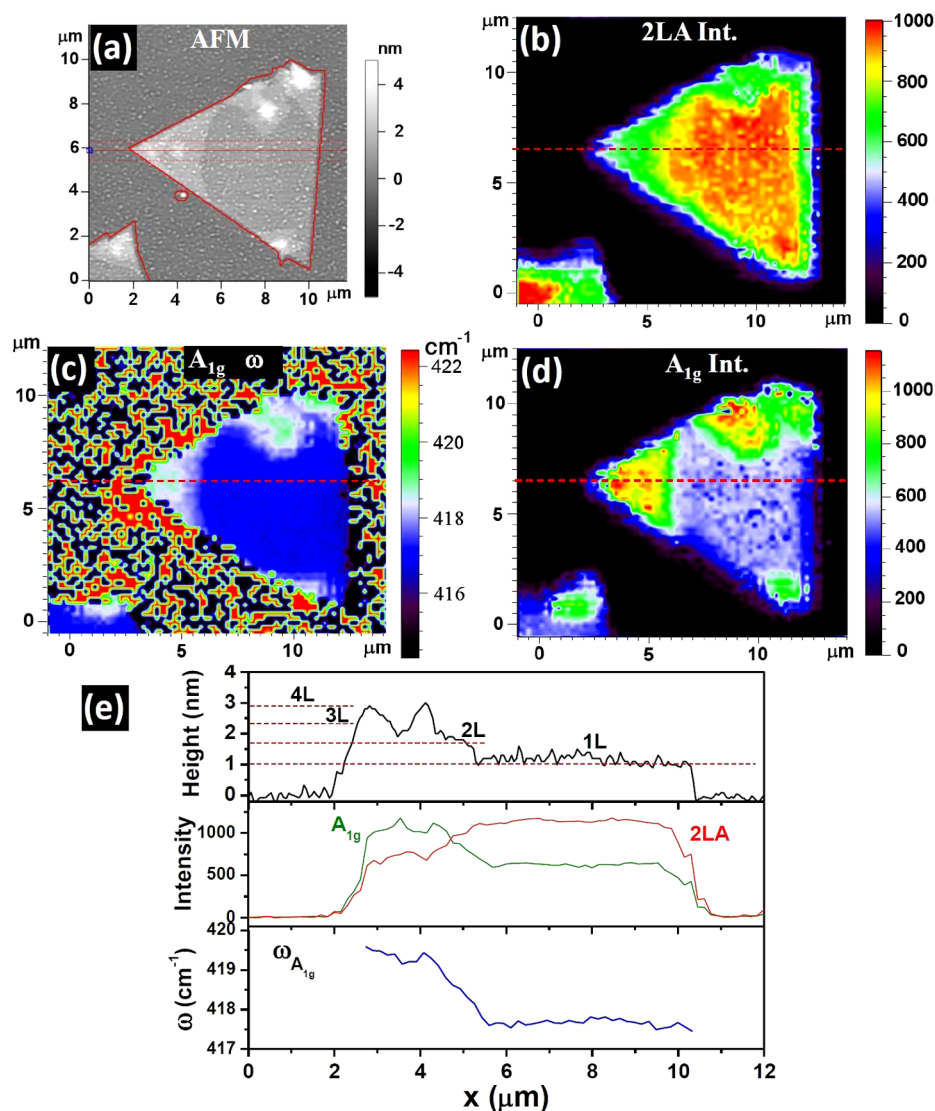 (a) AFM
μm
10
8
6
4
2
0
0 2 4 6 8 10
μm
nm
4
2
0
-2
-4
(b) 2LA Int.
μm
10
5
0
0 5 10
μm
1000
800
600
400
200
0
(c) A1g ω
μm
10
5
0
0 5 10
μm
cm-1
422
420
418
416
(d) A1g Int.
μm
10
5
0
0 5 10
μm
1000
800
600
400
200
0
(e)
Height (nm)
4
3
2
1
0
4L
3L
2L
1L
Intensity
1000
500
0
A1g
2LA
ω (cm-1)
420
419
418
417
ωA1g
0 2 4 6 8 10 12
x (μm)